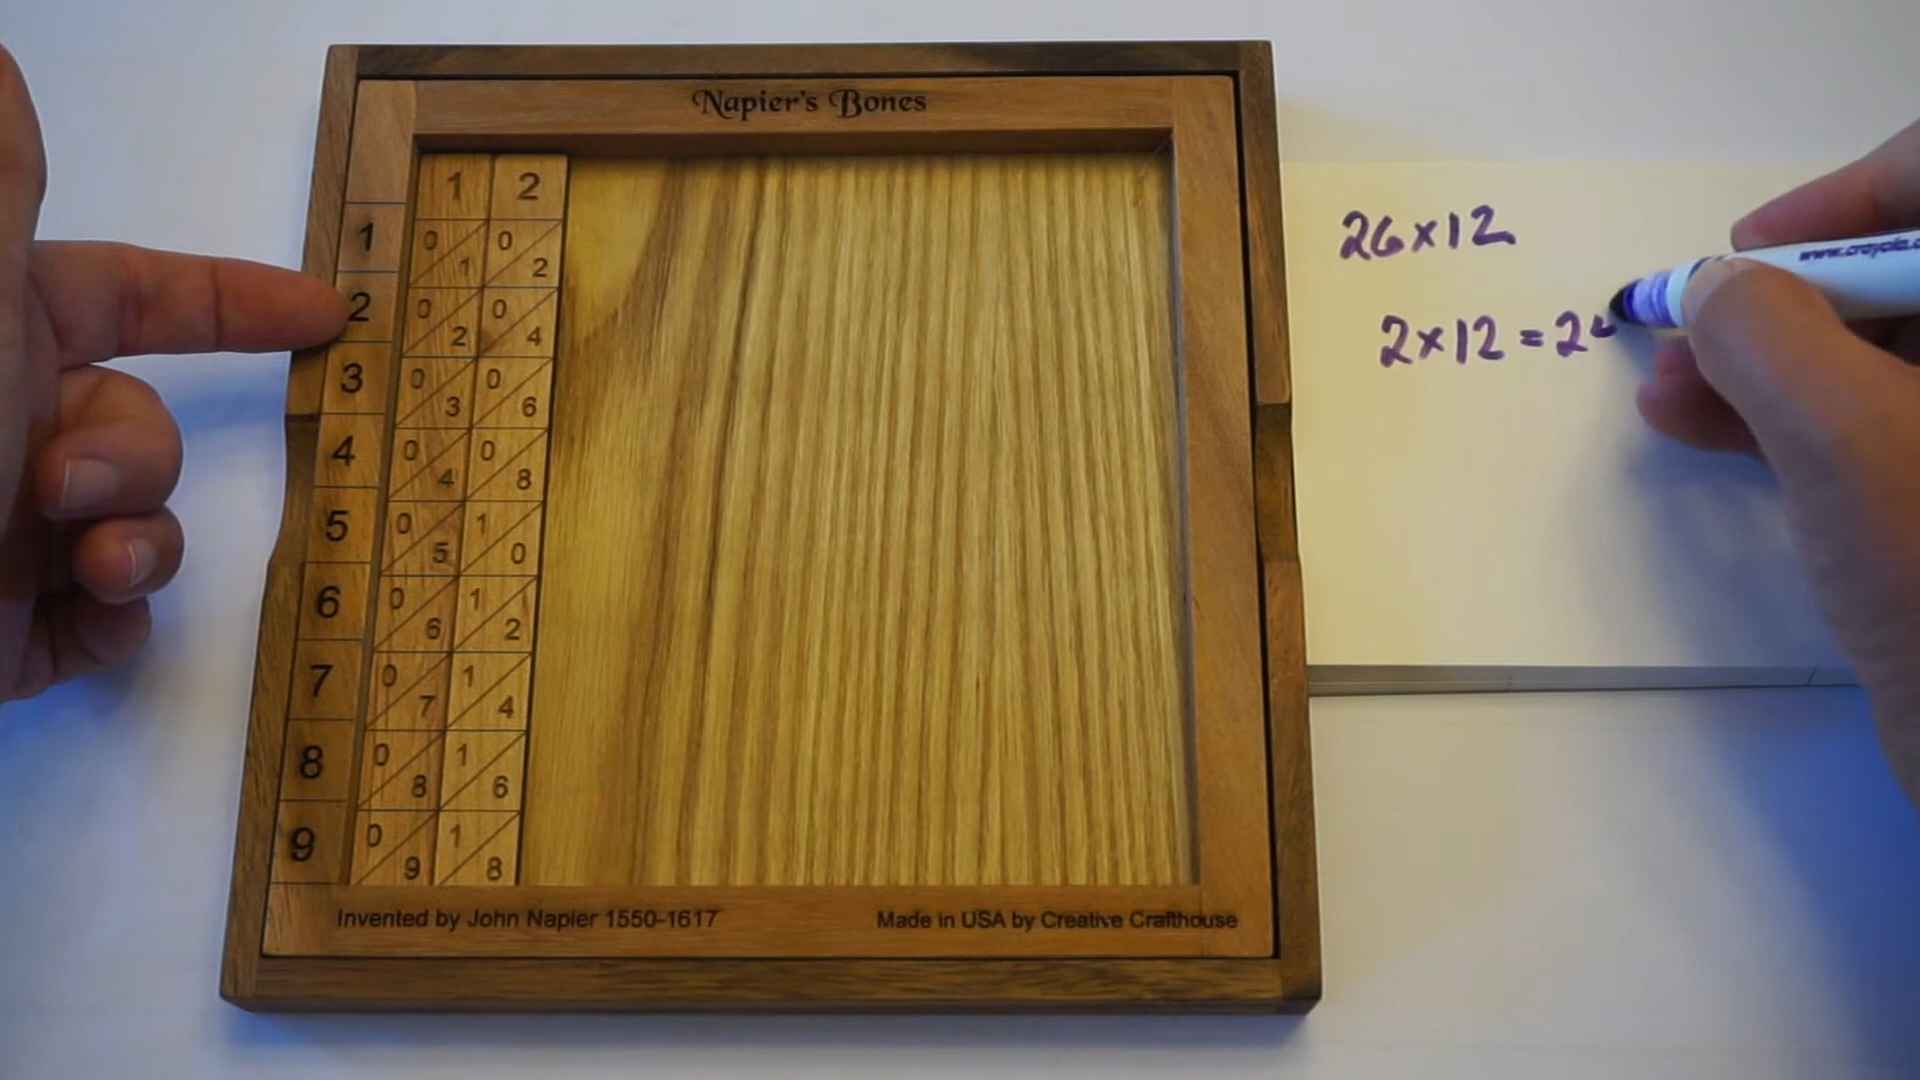 Napier's Bones
1 2
1 0 1 0 2
2 0 2 0 4
3 0 3 0 6
4 0 4 0 8
5 0 5 1 0
6 0 6 1 2
7 0 7 1 4
8 0 8 1 6
9 0 9 1 8
Invented by John Napier 1550-1617
Made in USA by Creative Crafthouse
26x12
2x12=24
www.crayola.c